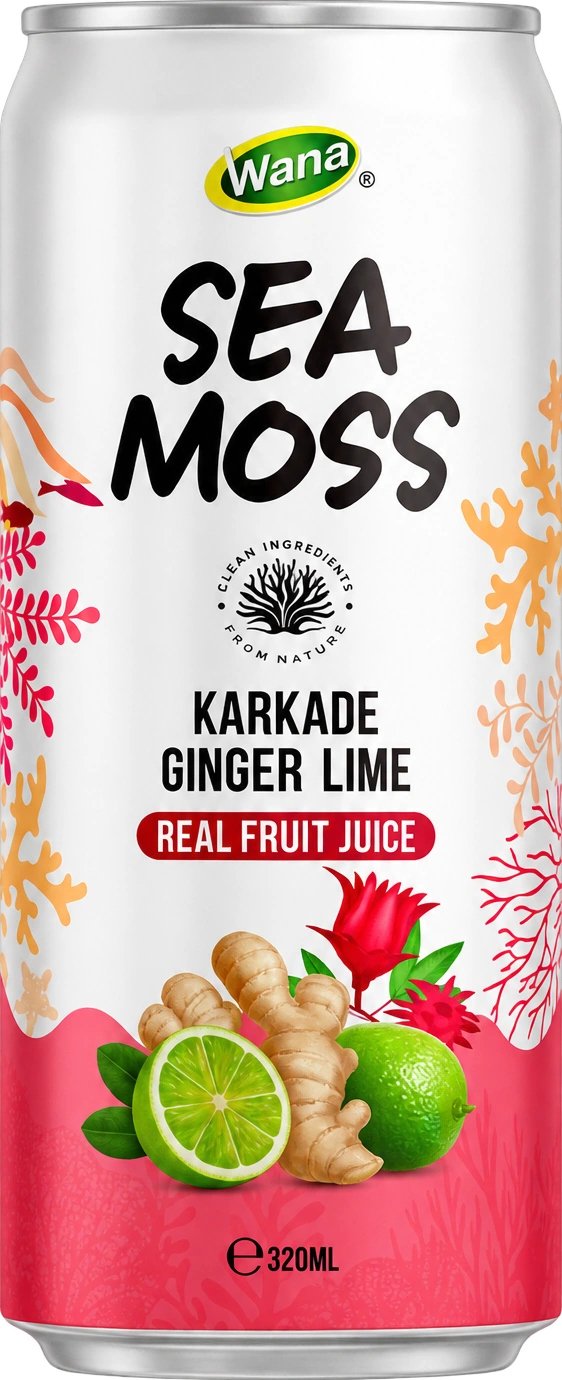 Wana®
SEA
MOSS
CLEAN INGREDIENTS
FROM NATURE
KARKADE
GINGER LIME
REAL FRUIT JUICE
℮ 320ML